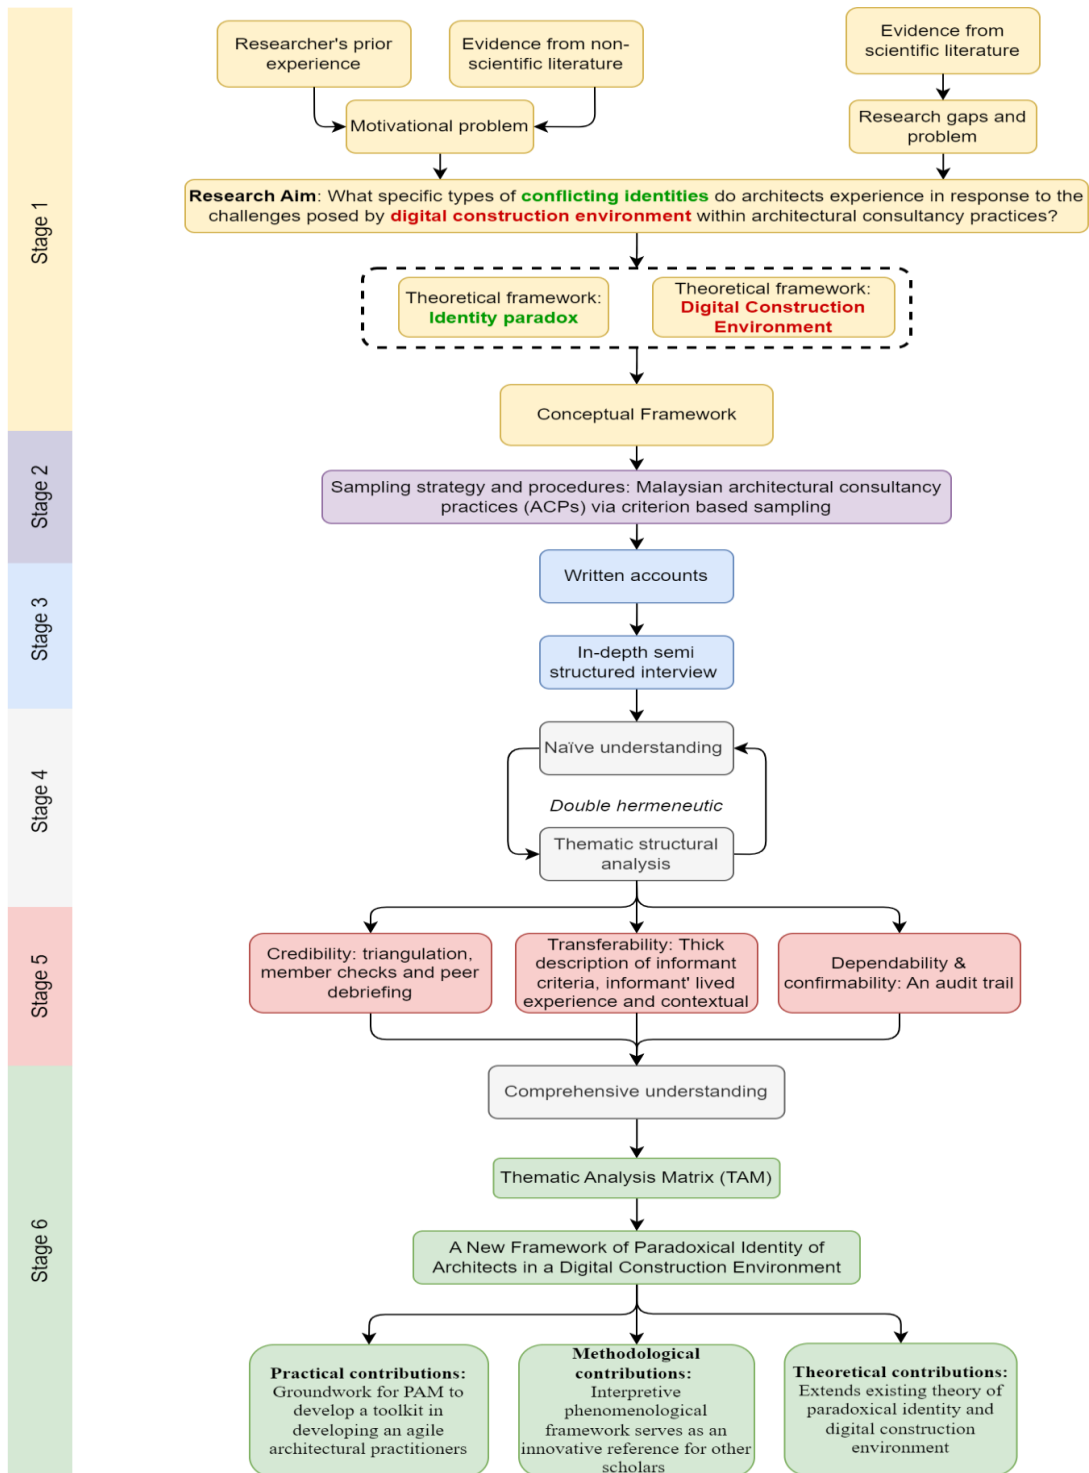 Stage 1
Researcher's prior
experience
Evidence from non-
scientific literature
Evidence from
scientific literature
Motivational problem
Research gaps and
problem
Research Aim: What specific types of conflicting identities do architects experience in response to the
challenges posed by digital construction environment within architectural consultancy practices?
Theoretical framework:
Identity paradox
Theoretical framework:
Digital Construction
Environment
Conceptual Framework
Stage 2
Sampling strategy and procedures: Malaysian architectural consultancy
practices (ACPs) via criterion based sampling
Stage 3
Written accounts
In-depth semi
structured interview
Stage 4
Naïve understanding
Double hermeneutic
Thematic structural
analysis
Stage 5
Credibility: triangulation,
member checks and peer
debriefing
Transferability: Thick
description of informant
criteria, informant' lived
experience and contextual
Dependability &
confirmability: An audit trail
Comprehensive understanding
Stage 6
Thematic Analysis Matrix (TAM)
A New Framework of Paradoxical Identity of
Architects in a Digital Construction Environment
Practical contributions:
Groundwork for PAM to
develop a toolkit in
developing an agile
architectural practitioners
Methodological
contributions:
Interpretive
phenomenological
framework serves as an
innovative reference for other
scholars
Theoretical contributions:
Extends existing theory of
paradoxical identity and
digital construction
environment